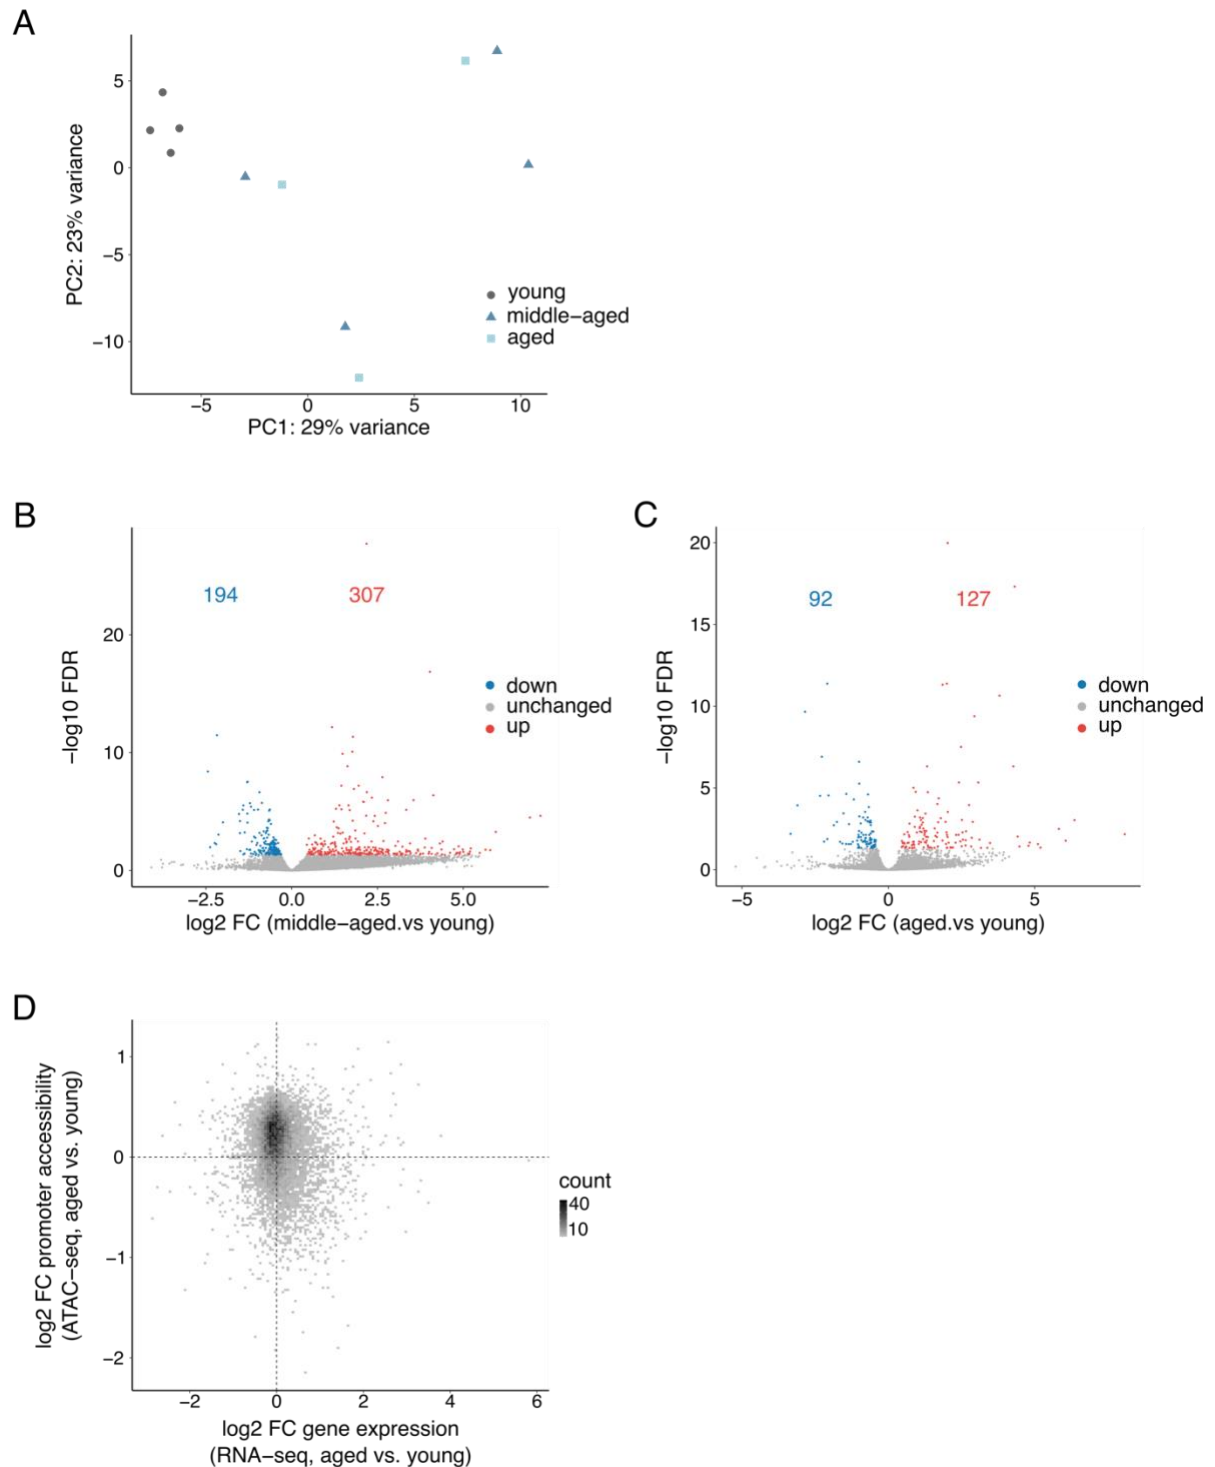 A
PC2: 23% variance
5
0
−5
−10
young
middle−aged
aged
−5 0 5 10
PC1: 29% variance
B
−log10 FDR
194 307
20
10
0
down
unchanged
up
−2.5 0.0 2.5 5.0
log2 FC (middle−aged.vs young)
C
−log10 FDR
20
92 127
15
10
5
0
down
unchanged
up
−5 0 5
log2 FC (aged.vs young)
D
log2 FC promoter accessibility
(ATAC−seq, aged vs. young)
1
0
−1
−2
count
40
10
−2 0 2 4 6
log2 FC gene expression
(RNA−seq, aged vs. young)